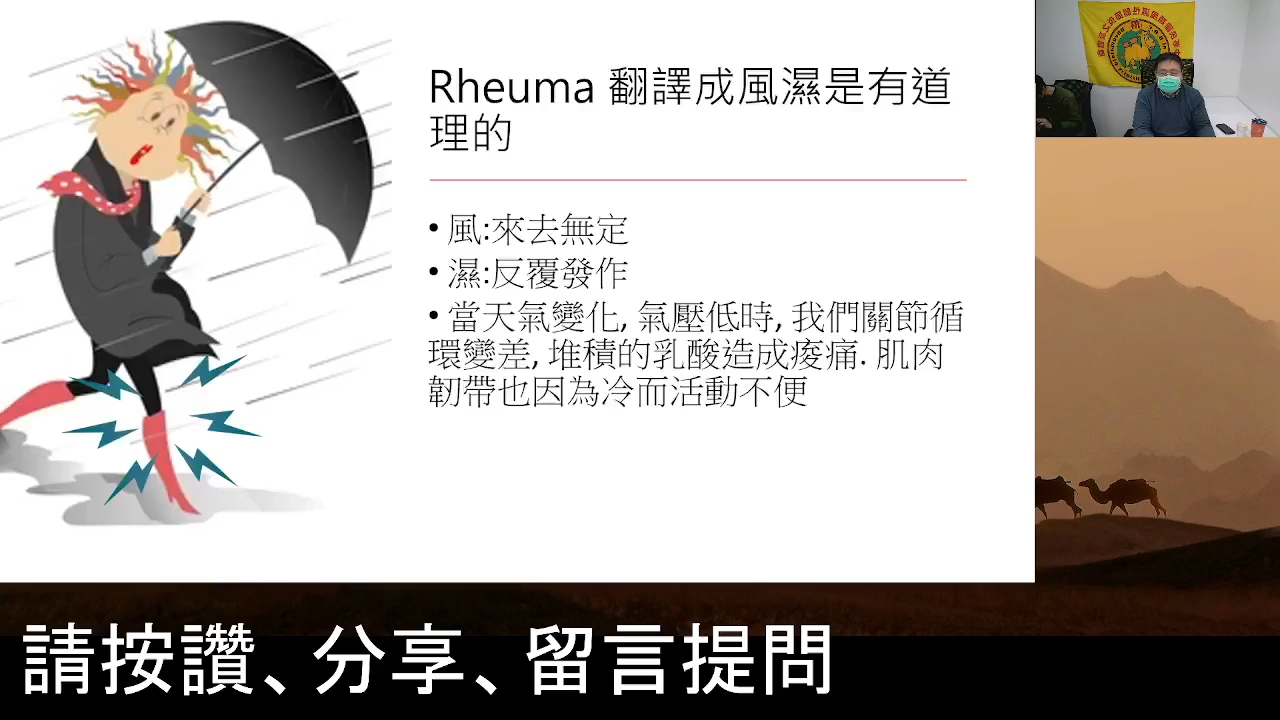 Rheuma 翻譯成風濕是有道
理的
• 風:來去無定
• 濕:反覆發作
• 當天氣變化, 氣壓低時, 我們關節循
環變差, 堆積的乳酸造成痠痛. 肌肉
韌帶也因為冷而活動不便
請按讚、分享、留言提問